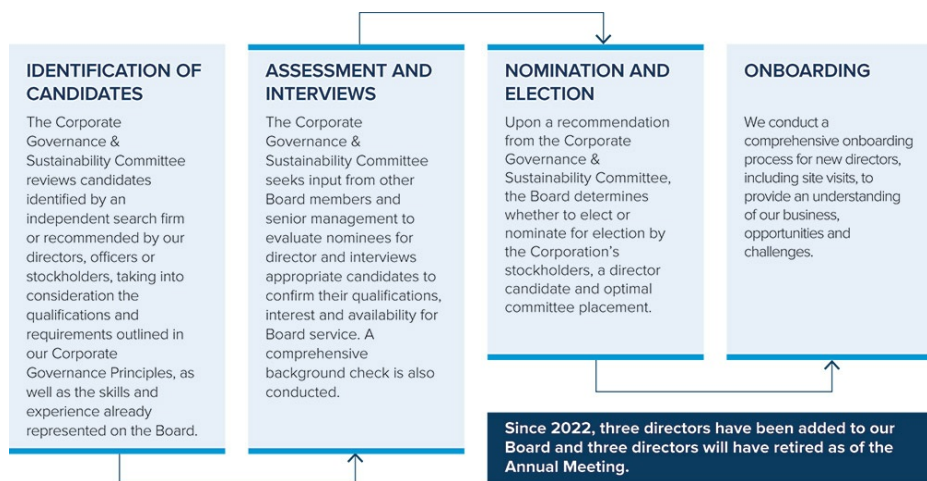 IDENTIFICATION OF
CANDIDATES
The Corporate
Governance &
Sustainability Committee
reviews candidates
identified by an
independent search firm
or recommended by our
directors, officers or
stockholders, taking into
consideration the
qualifications and
requirements outlined in
our Corporate
Governance Principles, as
well as the skills and
experience already
represented on the Board.
ASSESSMENT AND
INTERVIEWS
The Corporate
Governance &
Sustainability Committee
seeks input from other
Board members and
senior management to
evaluate nominees for
director and interviews
appropriate candidates to
confirm their qualifications,
interest and availability for
Board service. A
comprehensive
background check is also
conducted.
NOMINATION AND
ELECTION
Upon a recommendation
from the Corporate
Governance &
Sustainability Committee,
the Board determines
whether to elect or
nominate for election by
the Corporation's
stockholders, a director
candidate and optimal
committee placement.
ONBOARDING
We conduct a
comprehensive onboarding
process for new directors,
including site visits, to
provide an understanding
of our business,
opportunities and
challenges.
Since 2022, three directors have been added to our
Board and three directors will have retired as of the
Annual Meeting.